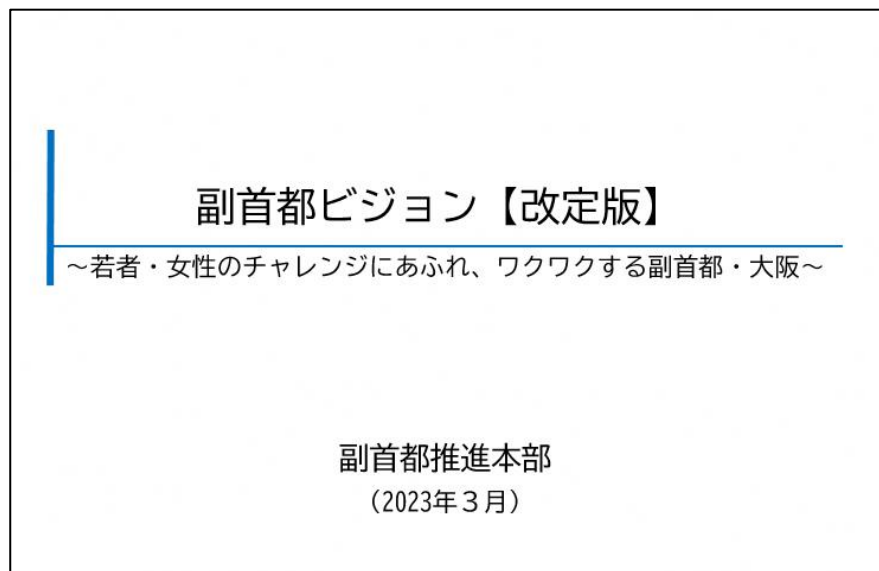 副首都ビジョン【改定版】
～若者・女性のチャレンジにあふれ、ワクワクする副首都・大阪～
副首都推進本部
（2023年３月）